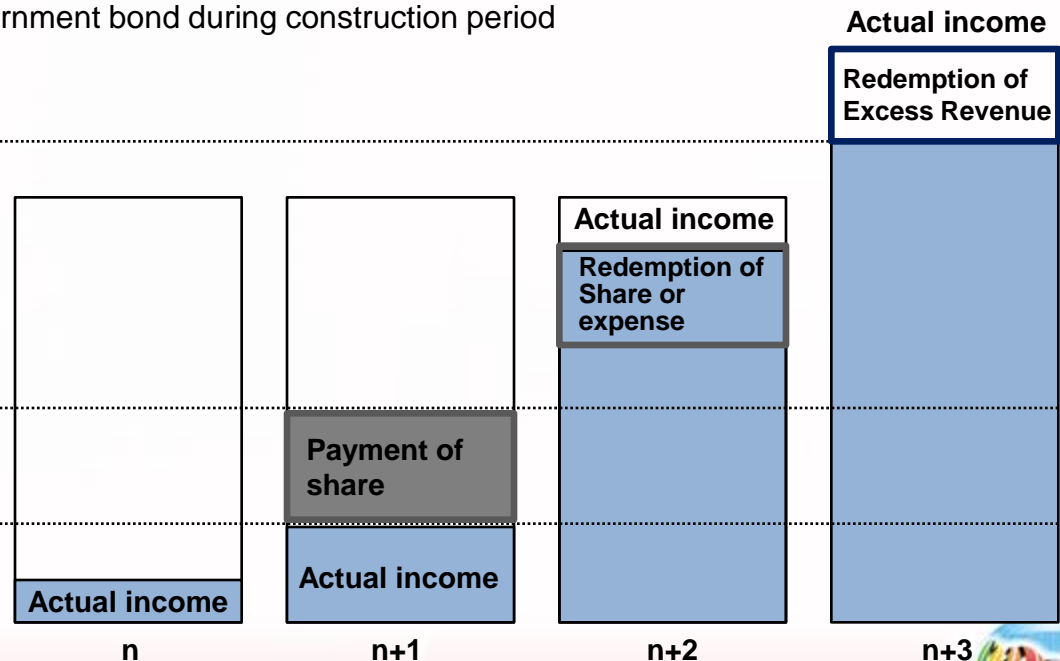 rnment bond during construction period
Actual income
Redemption of
Excess Revenue
Actual income
Redemption of
Share or
expense
Payment of
share
Actual income
Actual income
n
n+1
n+2
n+3